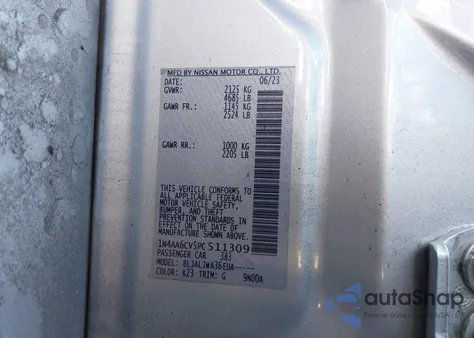 MFD BY NISSAN MOTOR CO., LTD.
DATE: 06/23
GVWR: 2125 KG
4685 LB
GAWR FR.: 1145 KG
2524 LB
GAWR RR.: 1000 KG
2205 LB
THIS VEHICLE CONFORMS TO
ALL APPLICABLE FEDERAL
MOTOR VEHICLE SAFETY,
BUMPER, AND THEFT
PREVENTION STANDARDS IN
EFFECT ON THE DATE OF
MANUFACTURE SHOWN ABOVE.
1N4AA6CV5PC511309
PASSENGER CAR 383
MODEL: BL3ALJWA36EUA-----
COLOR: K23 TRIM: G 9N00A
autoSnap